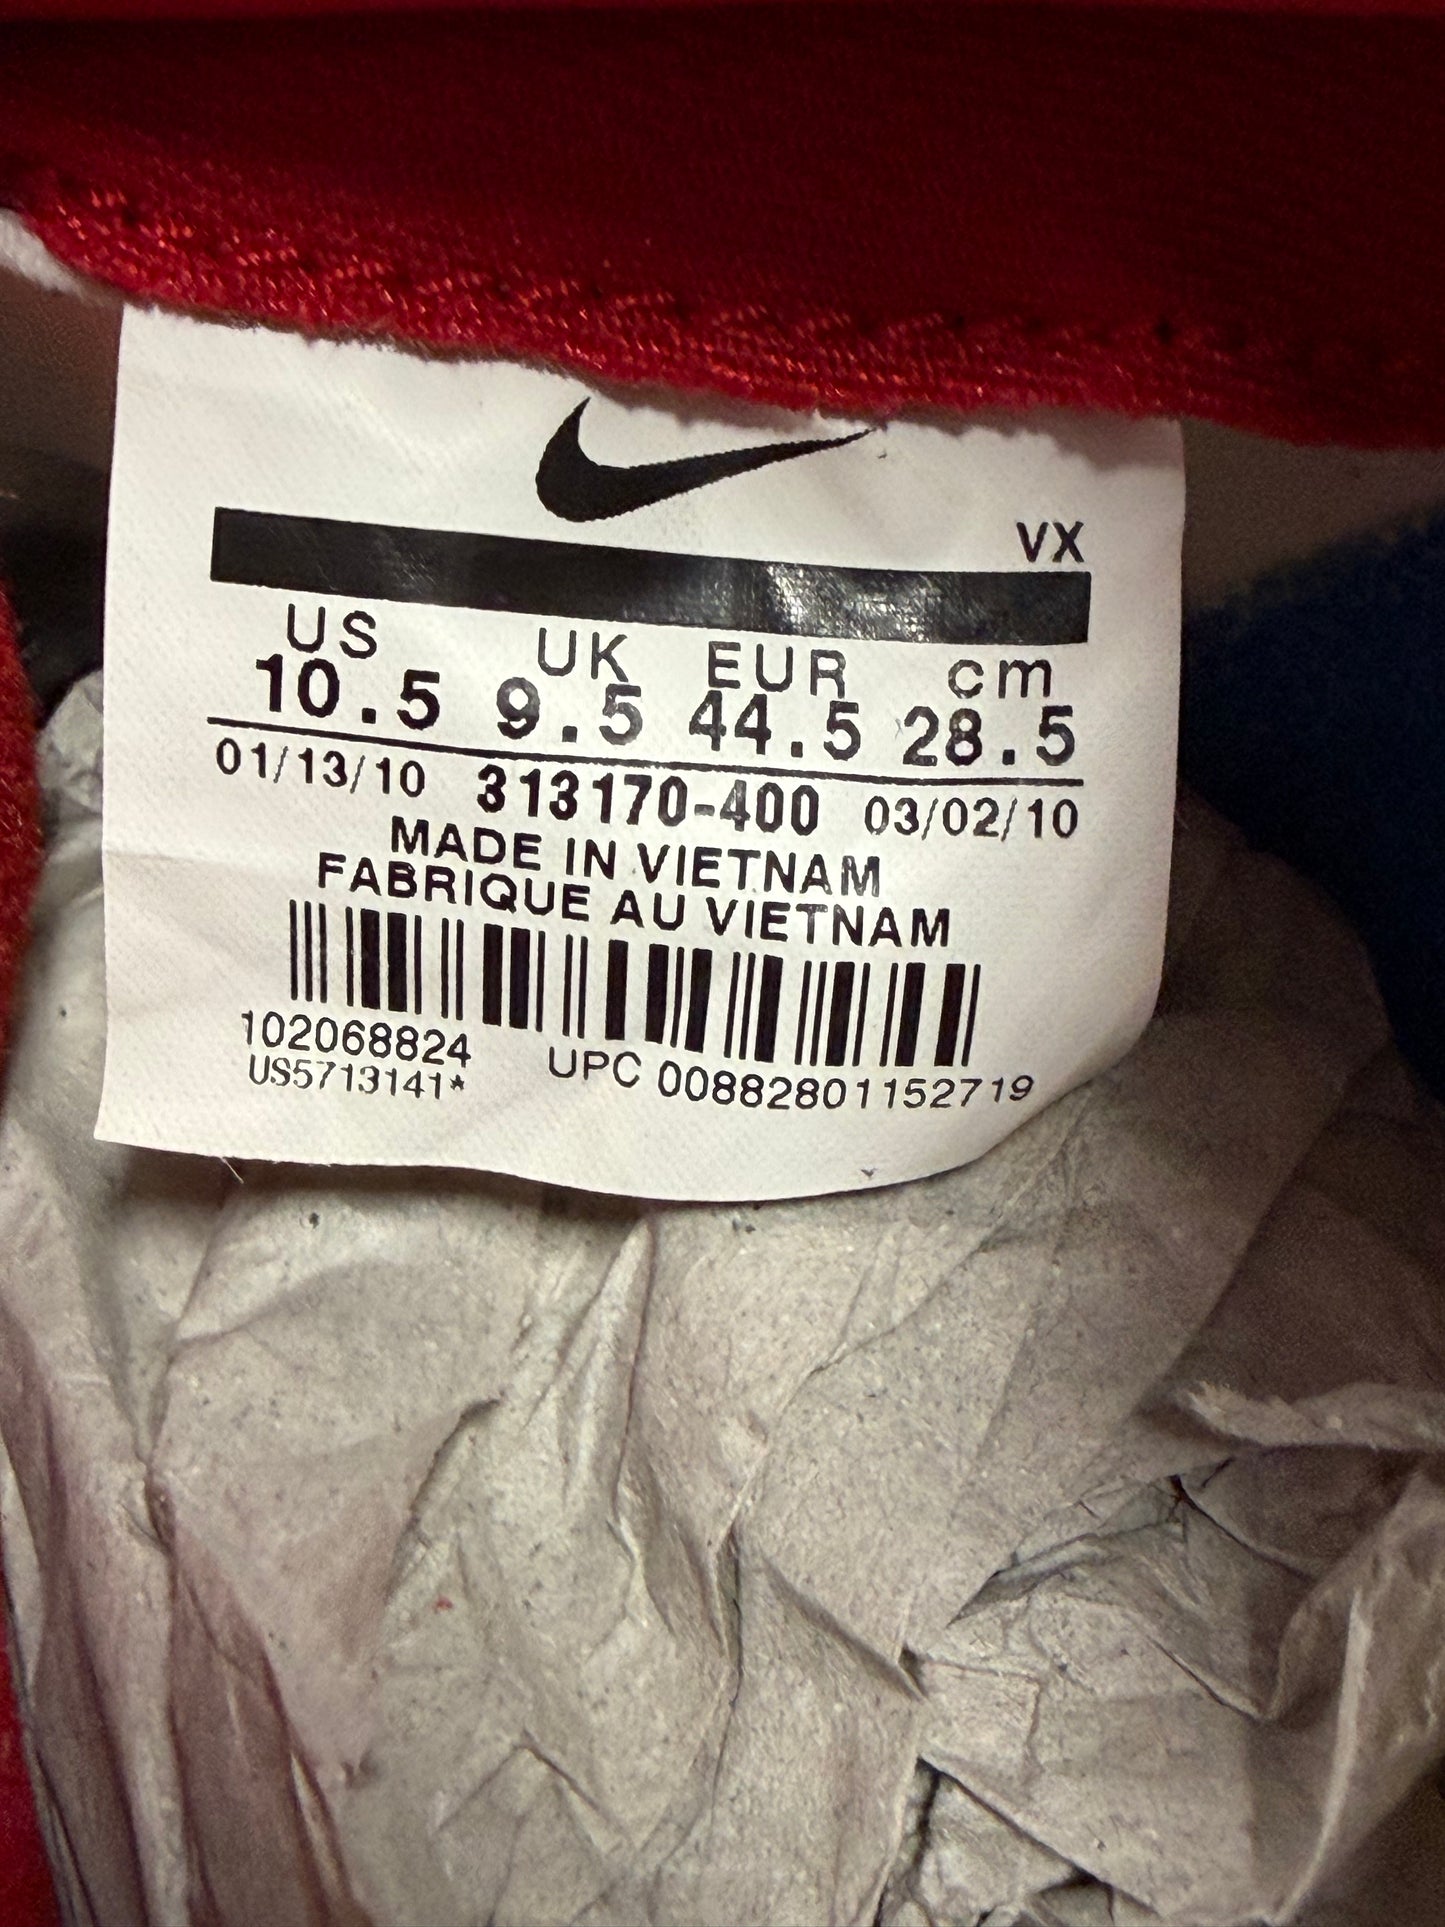 VX
US UK EUR cm
10.5 9.5 44.5 28.5
01/13/10 313170-400 03/02/10
MADE IN VIETNAM
FABRIQUE AU VIETNAM
102068824 UPC 00882801152719
US5713141*